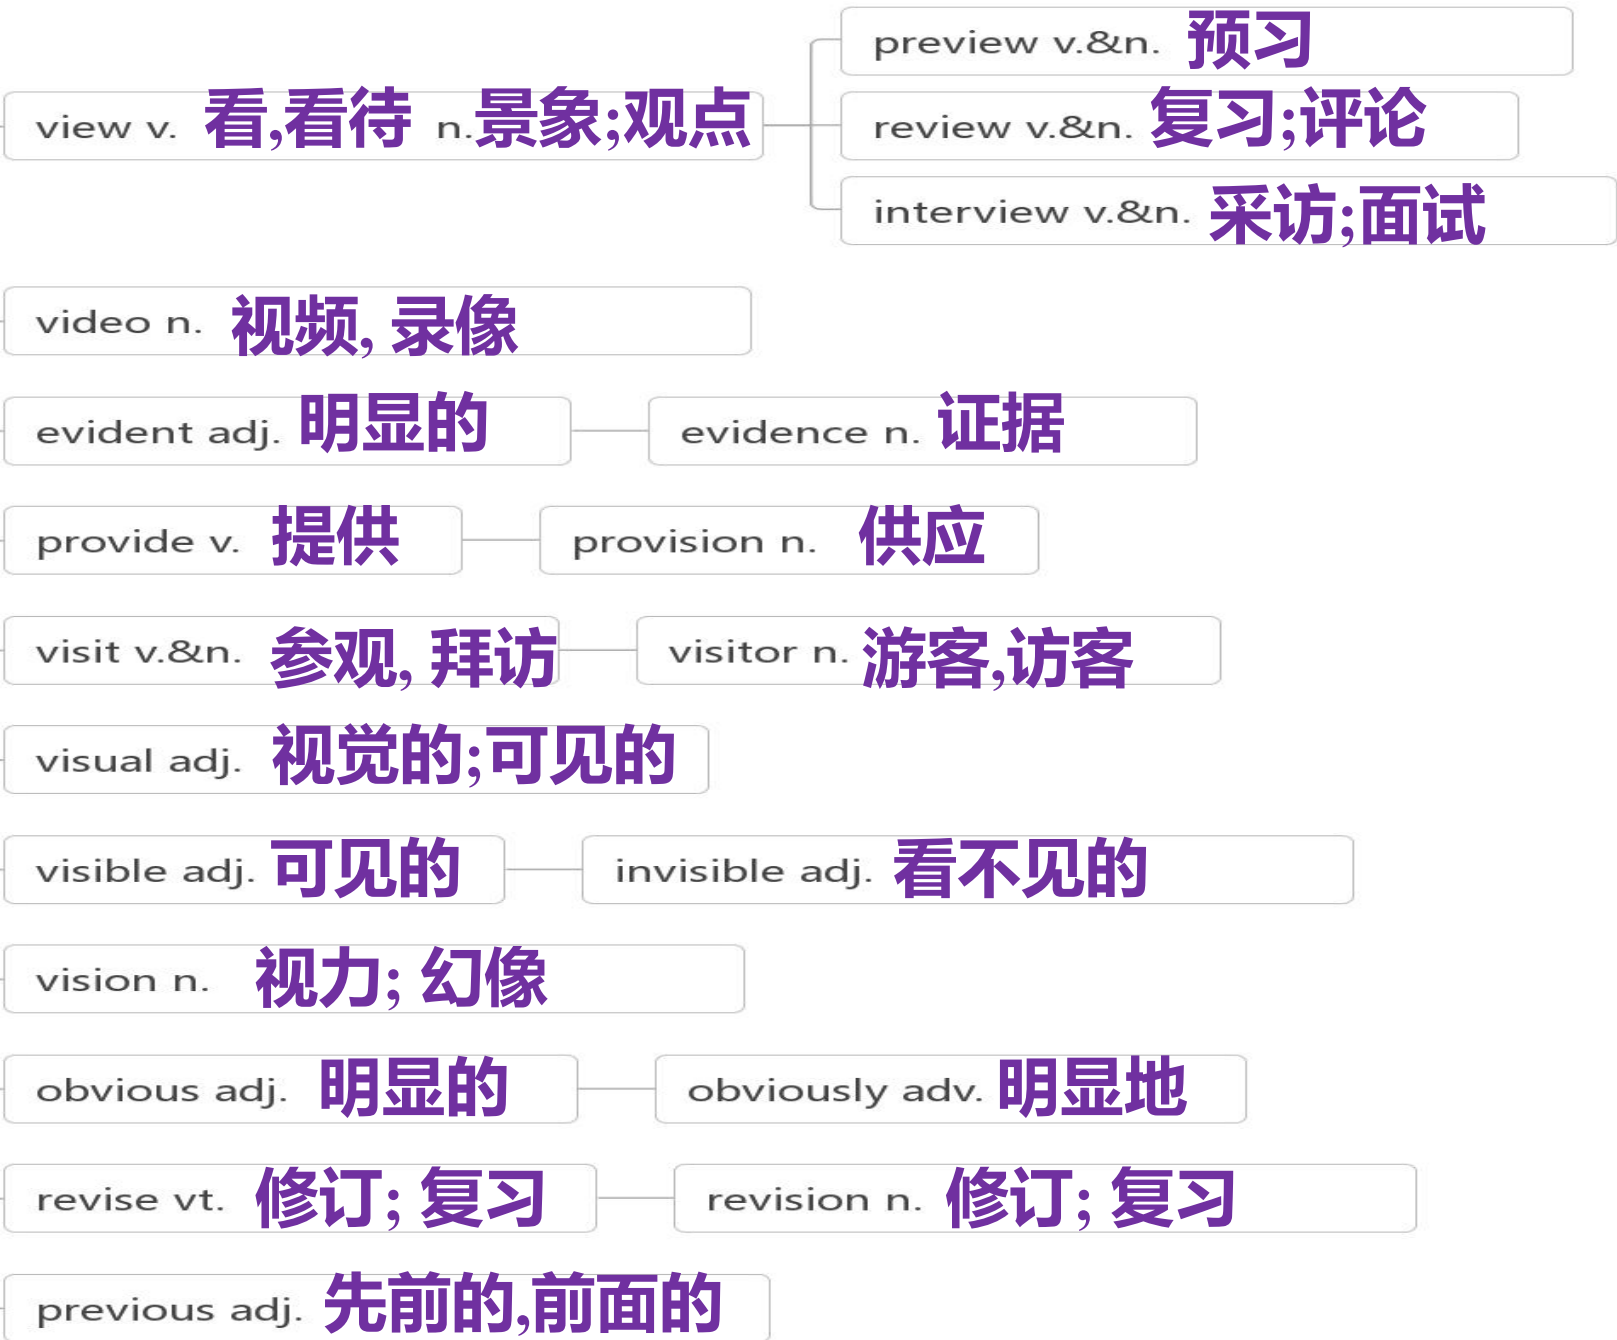 preview v.&n. 预习
view v. 看,看待 n.景象;观点
review v.&n. 复习;评论
interview v.&n. 采访;面试
video n. 视频, 录像
evident adj. 明显的 evidence n. 证据
provide v. 提供 provision n. 供应
visit v.&n. 参观, 拜访 visitor n. 游客,访客
visual adj. 视觉的;可见的
visible adj. 可见的 invisible adj. 看不见的
vision n. 视力; 幻像
obvious adj. 明显的 obviously adv. 明显地
revise vt. 修订; 复习 revision n. 修订; 复习
previous adj. 先前的,前面的